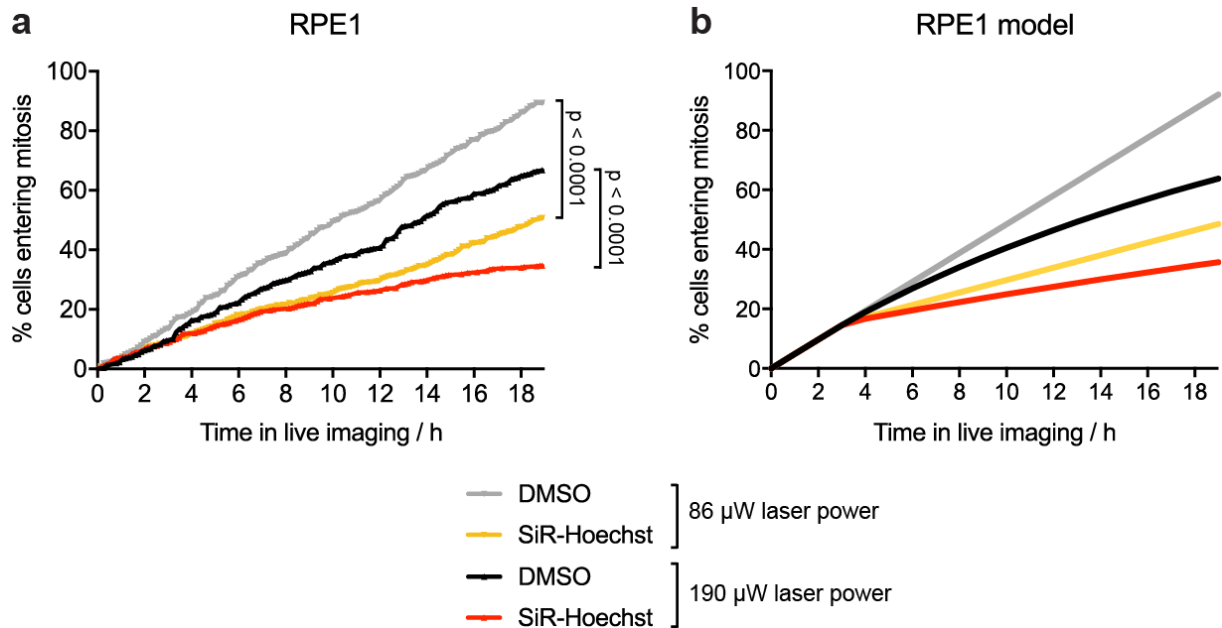 a
RPE1
% cells entering mitosis
100
80
60
40
20
0
0 2 4 6 8 10 12 14 16 18
Time in live imaging / h
p < 0.0001
p < 0.0001
b
RPE1 model
% cells entering mitosis
100
80
60
40
20
0
0 2 4 6 8 10 12 14 16 18
Time in live imaging / h
DMSO
SiR-Hoechst
86 µW laser power
DMSO
SiR-Hoechst
190 µW laser power